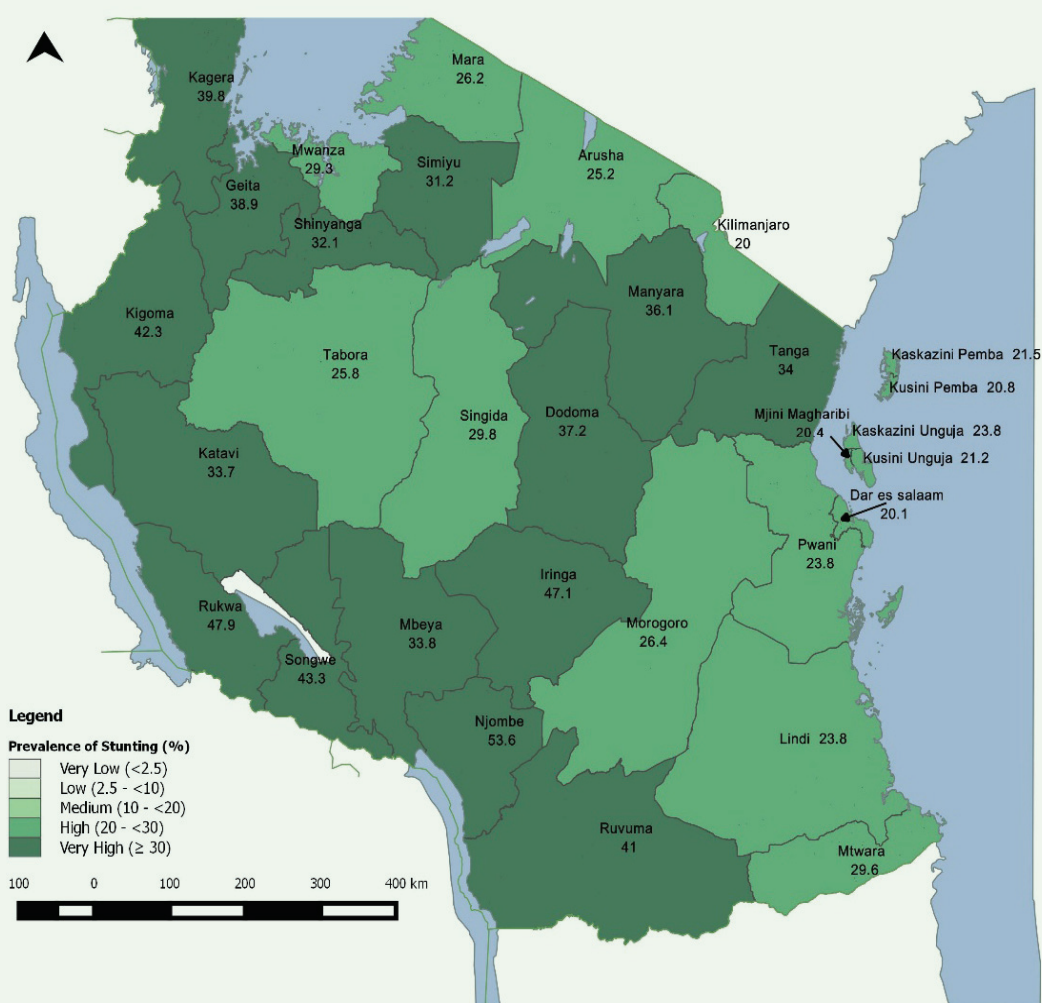 Mara
26.2
Kagera
39.8
Mwanza
29.3
Simiyu
31.2
Arusha
25.2
Geita
38.9
Shinyanga
32.1
Kilimanjaro
20
Kigoma
42.3
Manyara
36.1
Tabora
25.8
Tanga
34
Kaskazini Pemba 21.5
Kusini Pemba 20.8
Singida
29.8
Dodoma
37.2
Mjini Magharibi
20.4
Kaskazini Unguja 23.8
Kusini Unguja 21.2
Katavi
33.7
Dar es salaam
20.1
Pwani
23.8
Iringa
47.1
Rukwa
47.9
Mbeya
33.8
Morogoro
26.4
Songwe
43.3
Njombe
53.6
Lindi 23.8
Ruvuma
41
Mtwara
29.6
Legend
Prevalence of Stunting (%)
Very Low (<2.5)
Low (2.5 - <10)
Medium (10 - <20)
High (20 - <30)
Very High (≥ 30)
100 0 100 200 300 400 km